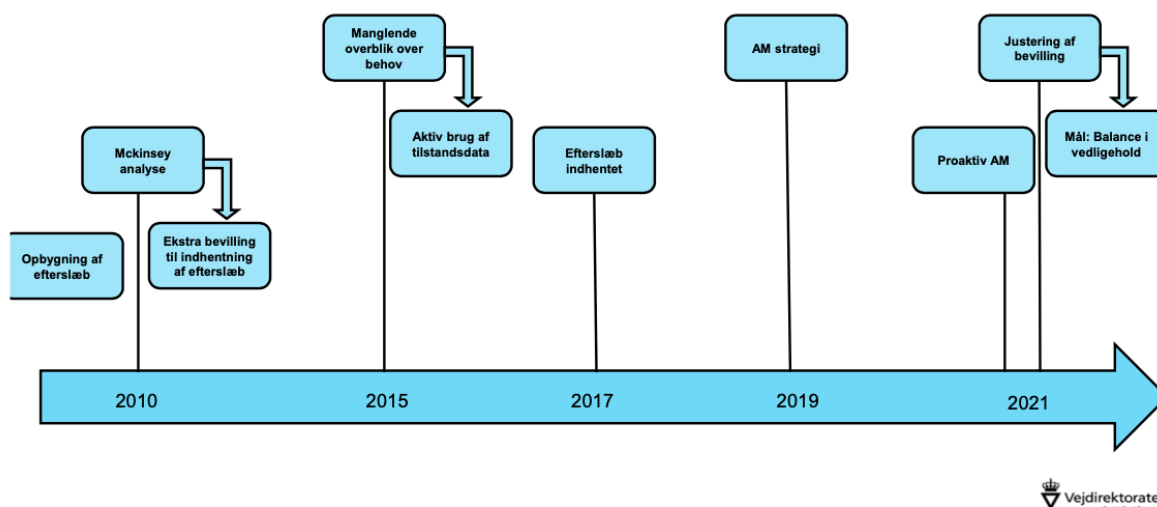 Manglende
overblik over
behov
AM strategi
Justering af
bevilling
Mckinsey
analyse
Aktiv brug af
tilstandsdata
Efterslæb
indhentet
Proaktiv AM
Mål: Balance i
vedligehold
Opbygning af
efterslæb
Ekstra bevilling
til indhentning
af efterslæb
2010
2015
2017
2019
2021
Vejdirektorate